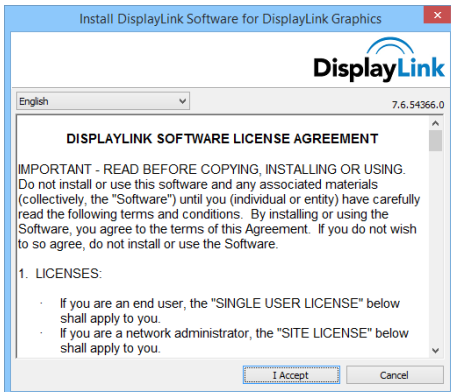 Install DisplayLink Software for DisplayLink Graphics
DisplayLink
English
7.6.54366.0
DISPLAYLINK SOFTWARE LICENSE AGREEMENT
IMPORTANT - READ BEFORE COPYING, INSTALLING OR USING.
Do not install or use this software and any associated materials
(collectively, the "Software") until you (individual or entity) have carefully
read the following terms and conditions.  By installing or using the
Software, you agree to the terms of this Agreement.  If you do not wish
to so agree, do not install or use the Software.
1.  LICENSES:
· If you are an end user, the "SINGLE USER LICENSE" below
shall apply to you.
· If you are a network administrator, the "SITE LICENSE" below
shall apply to you.
I Accept
Cancel